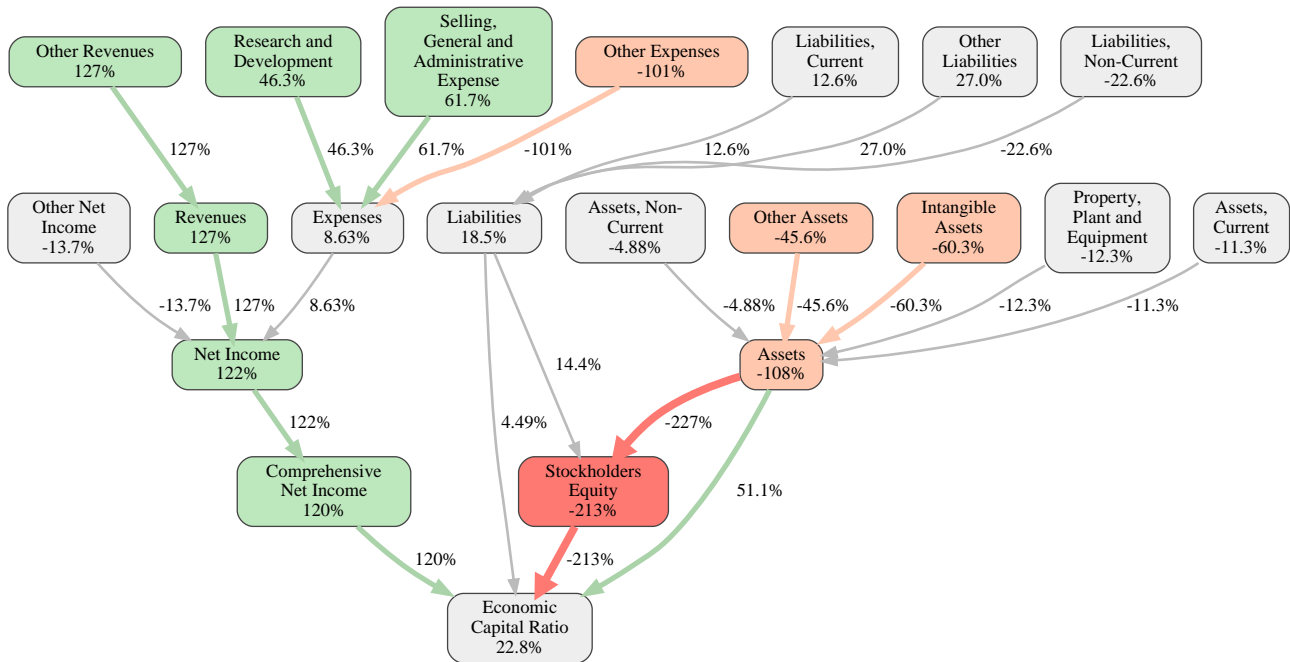 Other Revenues
127%
Research and
Development
46.3%
Selling,
General and
Administrative
Expense
61.7%
Other Expenses
-101%
Liabilities,
Current
12.6%
Other
Liabilities
27.0%
Liabilities,
Non-Current
-22.6%
127%
46.3%
61.7%
-101%
12.6%
27.0%
-22.6%
Other Net
Income
-13.7%
Revenues
127%
Expenses
8.63%
Liabilities
18.5%
Assets, Non-
Current
-4.88%
Other Assets
-45.6%
Intangible
Assets
-60.3%
Property,
Plant and
Equipment
-12.3%
Assets,
Current
-11.3%
-13.7%
127%
8.63%
-4.88%
-45.6%
-60.3%
-12.3%
-11.3%
Net Income
122%
14.4%
Assets
-108%
122%
4.49%
-227%
Comprehensive
Net Income
120%
Stockholders
Equity
-213%
51.1%
120%
-213%
Economic
Capital Ratio
22.8%